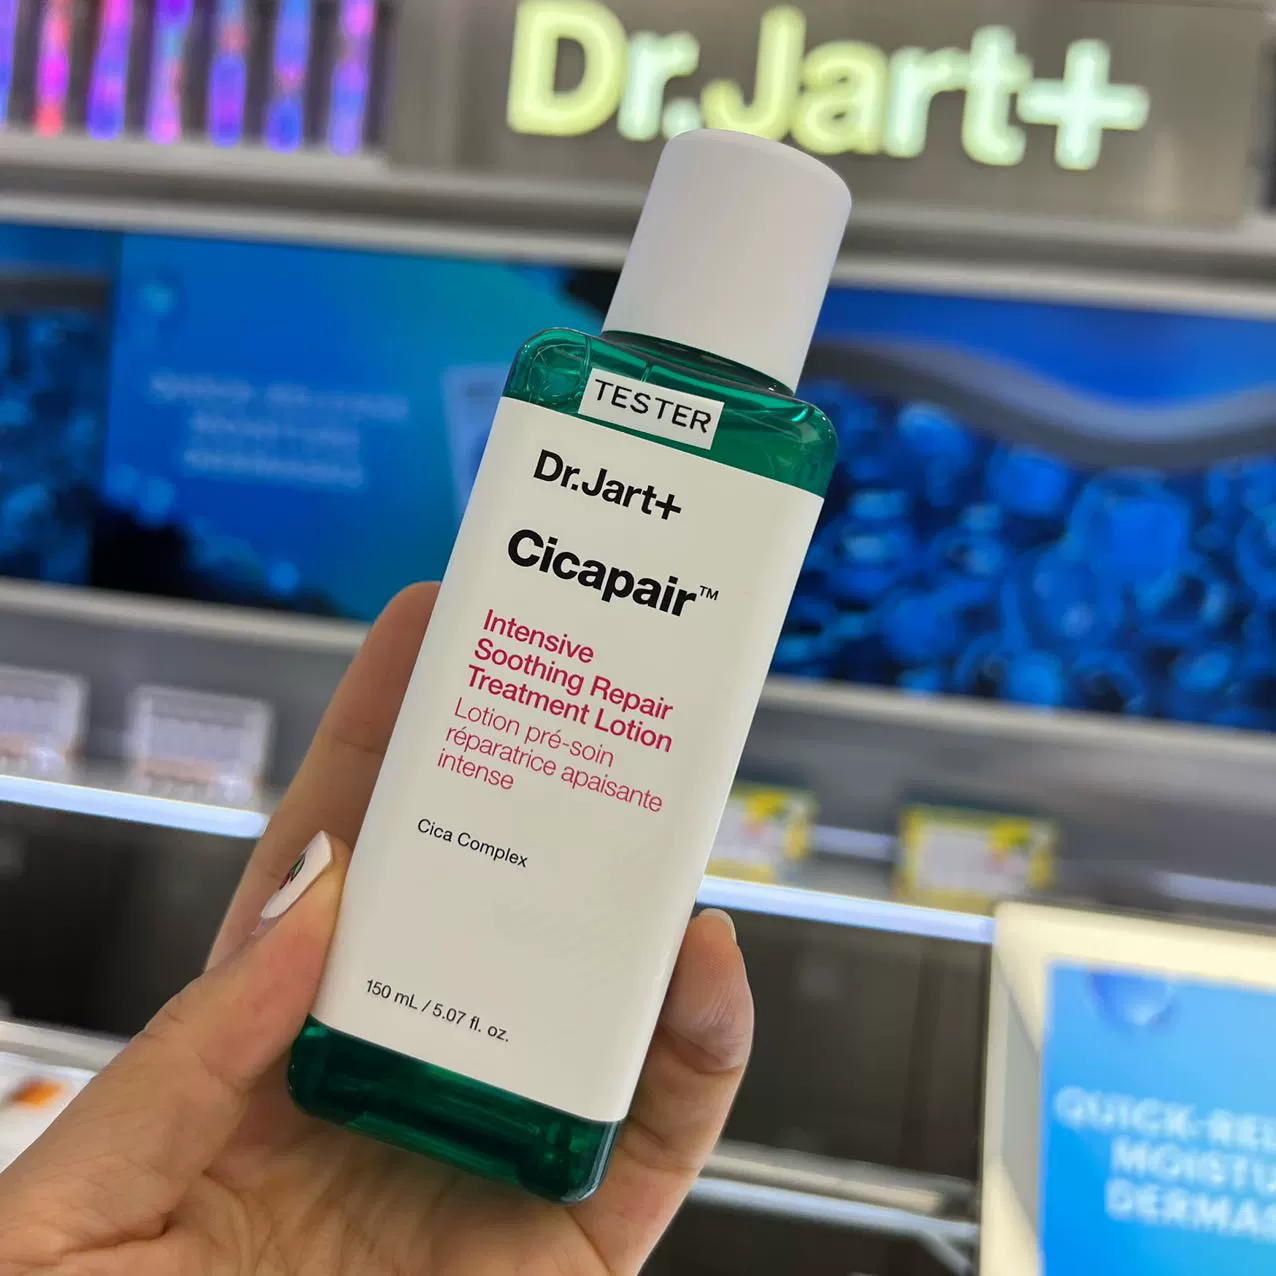 Dr.Jart+
TESTER
Dr.Jart+
Cicapair™
Intensive
Soothing Repair
Treatment Lotion
Lotion pré-soin
réparatrice apaisante
intense
Cica Complex
150 mL / 5.07 fl. oz.